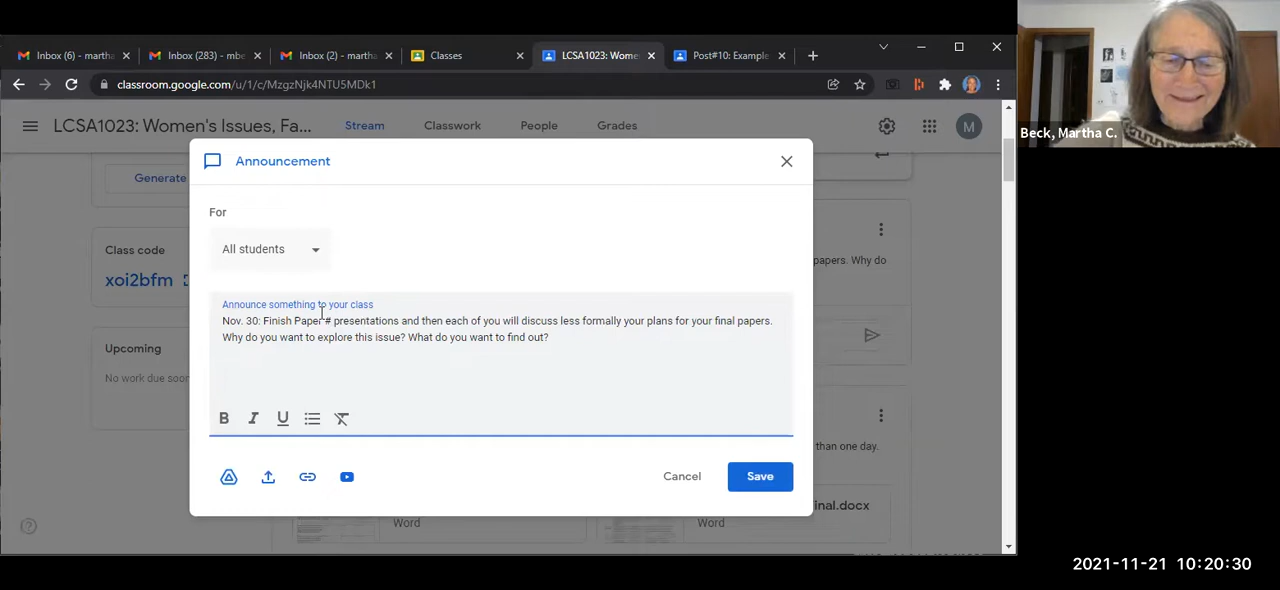 Inbox (6) - martha
Inbox (283) - mbe
Inbox (2) - martha
Classes
LCSA1023: Wome
Post#10: Example
classroom.google.com/u/1/c/MzgzNjk4NTU5MDk1
Beck, Martha C.
LCSA1023: Women's Issues, Fa...
Stream
Classwork
People
Grades
M
Announcement
Generate
For
All students
Class code
xoi2bfm
papers. Why do
Announce something to your class
Nov. 30: Finish Paper # presentations and then each of you will discuss less formally your plans for your final papers.
Why do you want to explore this issue? What do you want to find out?
Upcoming
No work due soon
B I U
than one day.
Cancel
Save
inal.docx
Word
Word
2021-11-21 10:20:30